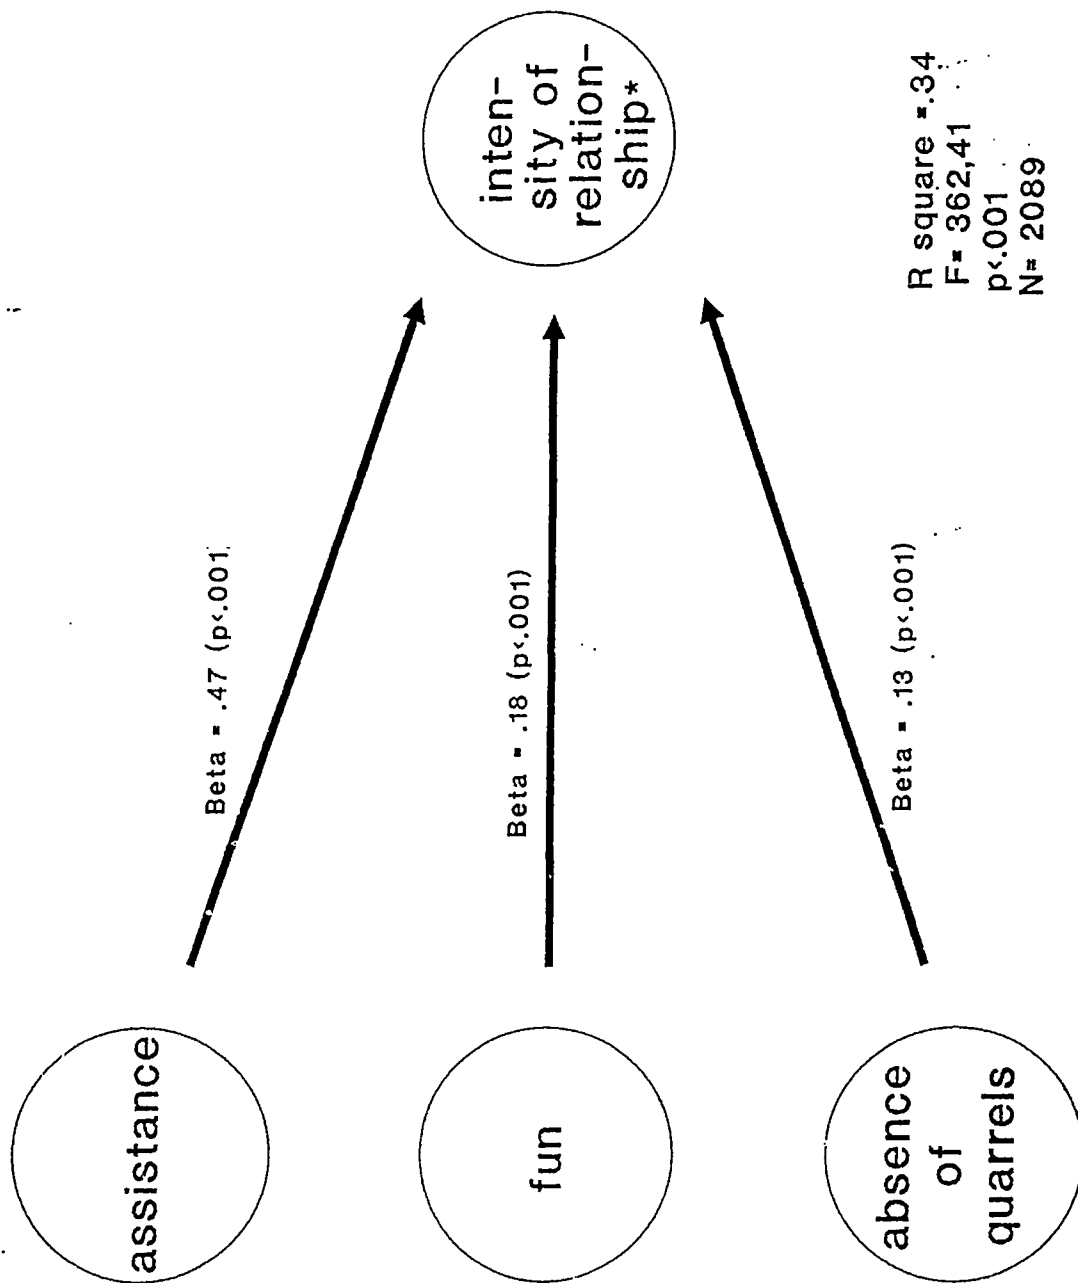 assistance
Beta = .47 (p<.001
fun
Beta = .18 (p<.001)
inten-
sity of
relation-
ship*
absence
of
quarrels
Beta = .13 (p<.001)
R square =.34
F= 362,41
p<.001
N= 2089